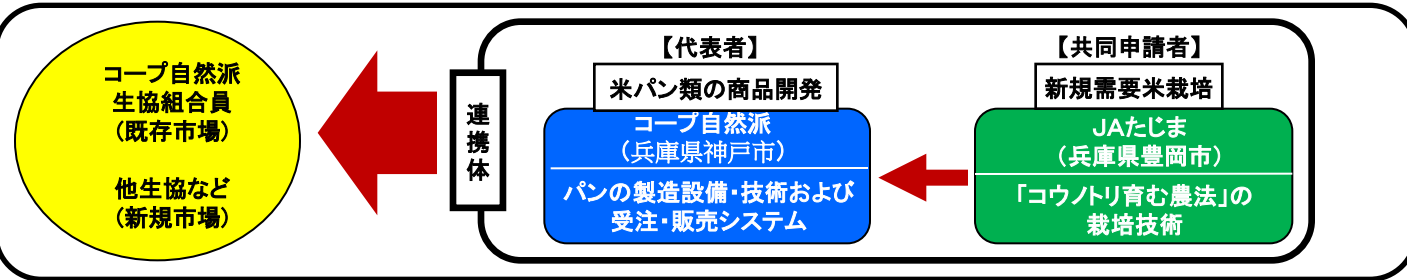 コープ自然派
生協組合員
(既存市場)
他生協など
(新規市場)
連携体
【代表者】
米パン類の商品開発
コープ自然派
（兵庫県神戸市）
パンの製造設備・技術および
受注・販売システム
【共同申請者】
新規需要米栽培
JAたじま
（兵庫県豊岡市）
「コウノトリ育む農法」の
栽培技術